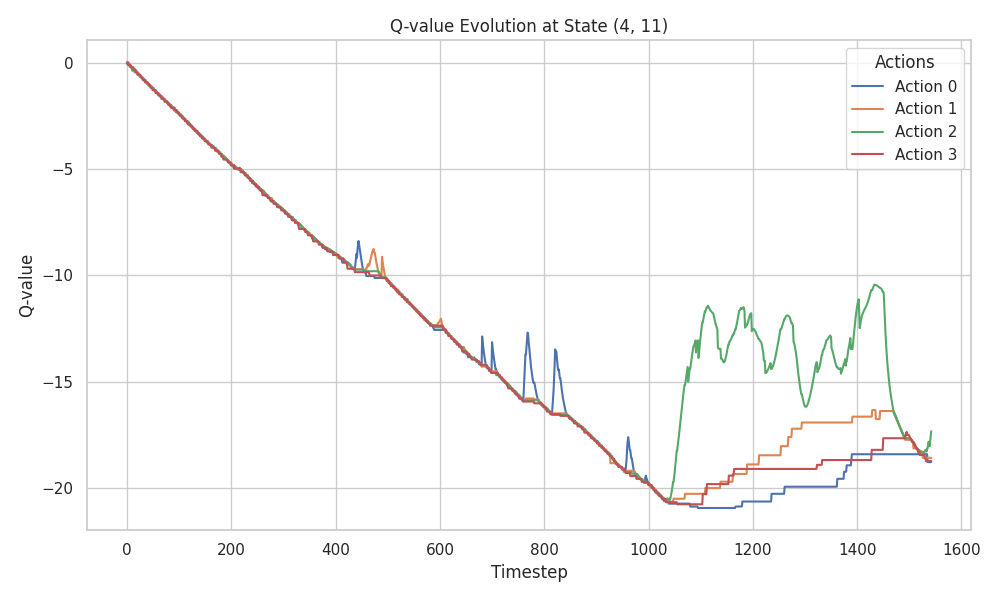 Q-value Evolution at State (4, 11)
Actions
Action 0
Action 1
Action 2
Action 3
Q-value
0
−5
−10
−15
−20
0 200 400 600 800 1000 1200 1400 1600
Timestep